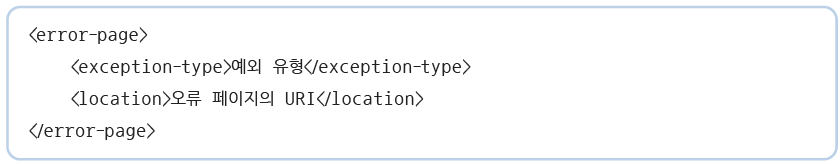 <error-page>
<exception-type>예외 유형</exception-type>
<location>오류 페이지의 URI</location>
</error-page>